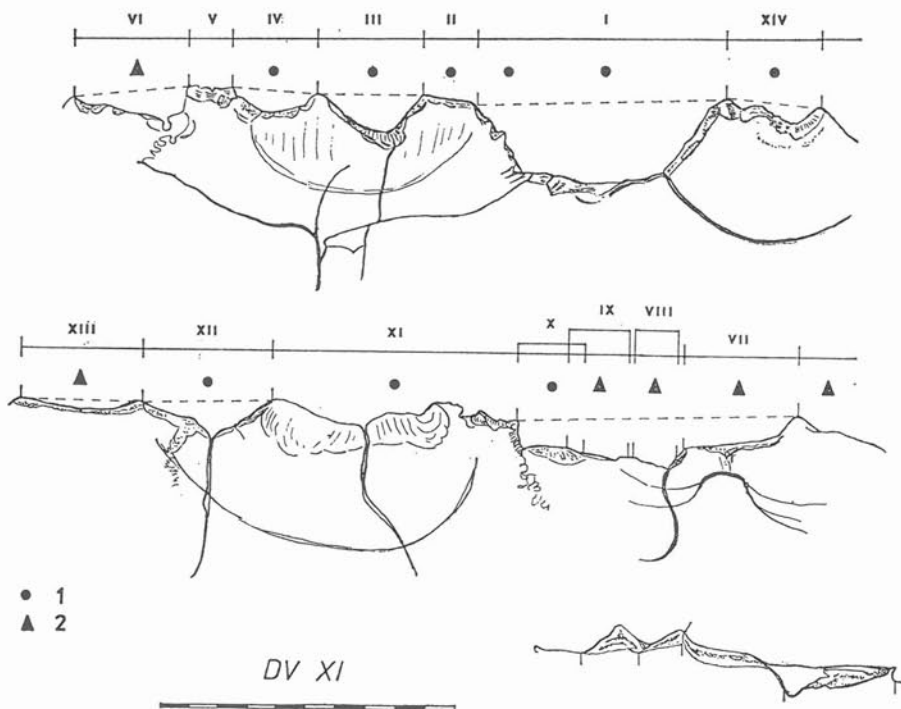 VI V IV III II I XIV
XIII XII XI X IX VIII VII
1
2
DV XI